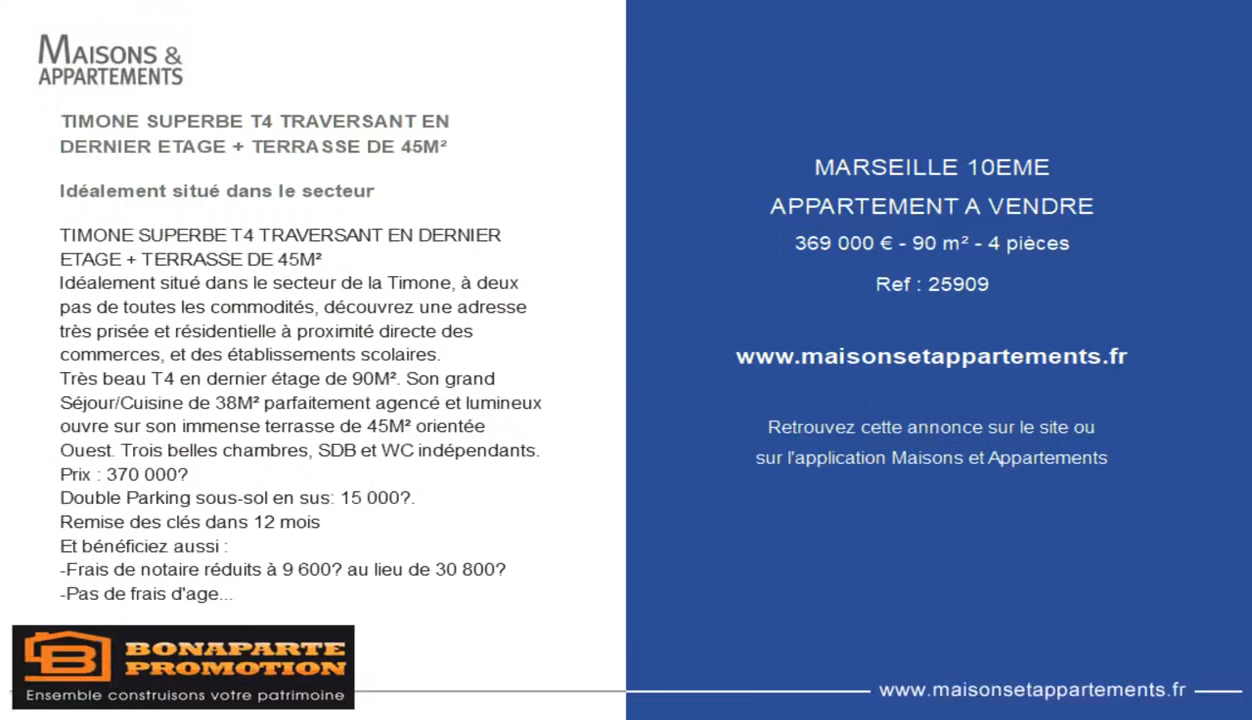 MAISONS &
APPARTEMENTS
TIMONE SUPERBE T4 TRAVERSANT EN
DERNIER ETAGE + TERRASSE DE 45M²
Idéalement situé dans le secteur
TIMONE SUPERBE T4 TRAVERSANT EN DERNIER
ETAGE + TERRASSE DE 45M²
Idéalement situé dans le secteur de la Timone, à deux
pas de toutes les commodités, découvrez une adresse
très prisée et résidentielle à proximité directe des
commerces, et des établissements scolaires.
Très beau T4 en dernier étage de 90M². Son grand
Séjour/Cuisine de 38M² parfaitement agencé et lumineux
ouvre sur son immense terrasse de 45M² orientée
Ouest. Trois belles chambres, SDB et WC indépendants.
Prix : 370 000?
Double Parking sous-sol en sus: 15 000?.
Remise des clés dans 12 mois
Et bénéficiez aussi :
-Frais de notaire réduits à 9 600? au lieu de 30 800?
-Pas de frais d'age...
BONAPARTE
PROMOTION
Ensemble construisons votre patrimoine
MARSEILLE 10EME
APPARTEMENT A VENDRE
369 000 € - 90 m² - 4 pièces
Ref : 25909
www.maisonsetappartements.fr
Retrouvez cette annonce sur le site ou
sur l'application Maisons et Appartements
www.maisonsetappartements.fr